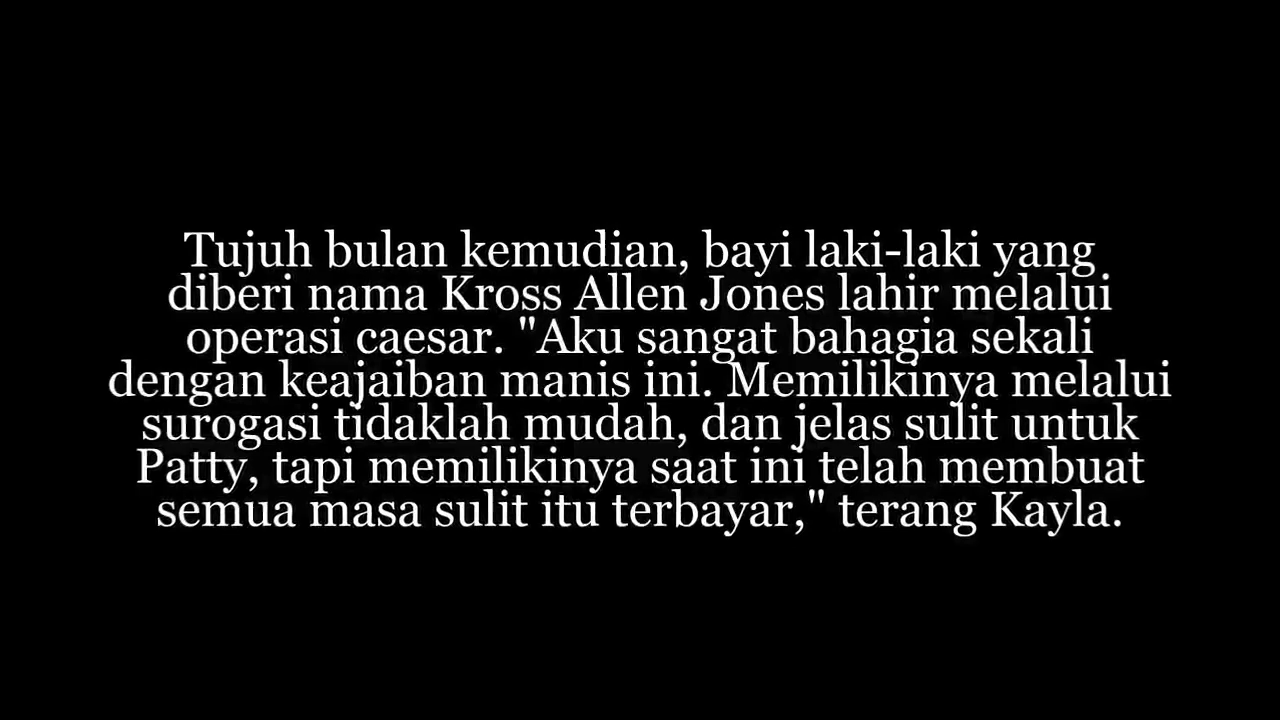 Tujuh bulan kemudian, bayi laki-laki yang
diberi nama Kross Allen Jones lahir melalui
operasi caesar. "Aku sangat bahagia sekali
dengan keajaiban manis ini. Memilikinya melalui
surogasi tidaklah mudah, dan jelas sulit untuk
Patty, tapi memilikinya saat ini telah membuat
semua masa sulit itu terbayar," terang Kayla.